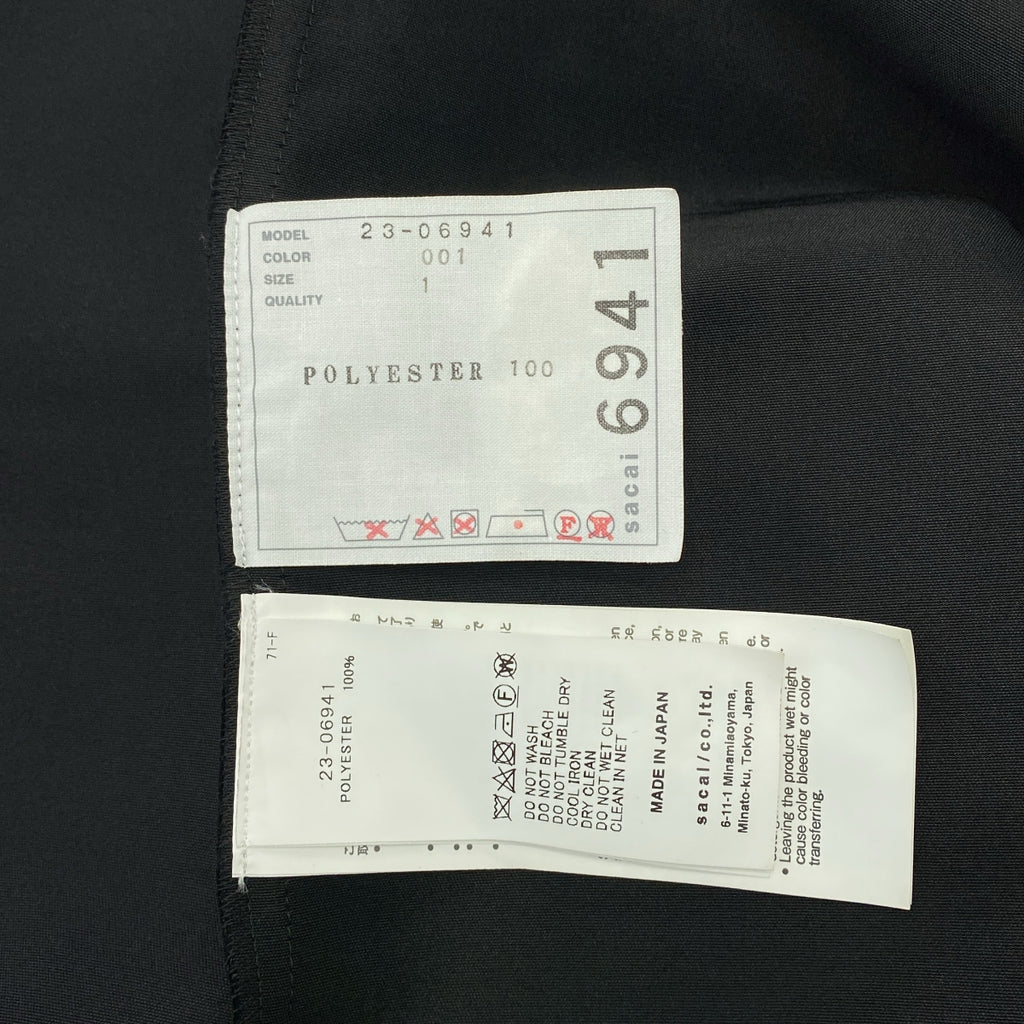 MODEL 23-06941
COLOR 001
SIZE 1
QUALITY
POLYESTER 100
sacai 6941
F
71-F
23-06941
POLYESTER 100%
F
DO NOT WASH
DO NOT BLEACH
DO NOT TUMBLE DRY
COOL IRON
DRY CLEAN
DO NOT WET CLEAN
CLEAN IN NET
MADE IN JAPAN
sacai/co.,ltd.
6-11-1 Minamiaoyama,
Minato-ku, Tokyo, Japan
• Leaving the product wet might
cause color bleeding or color
transferring.